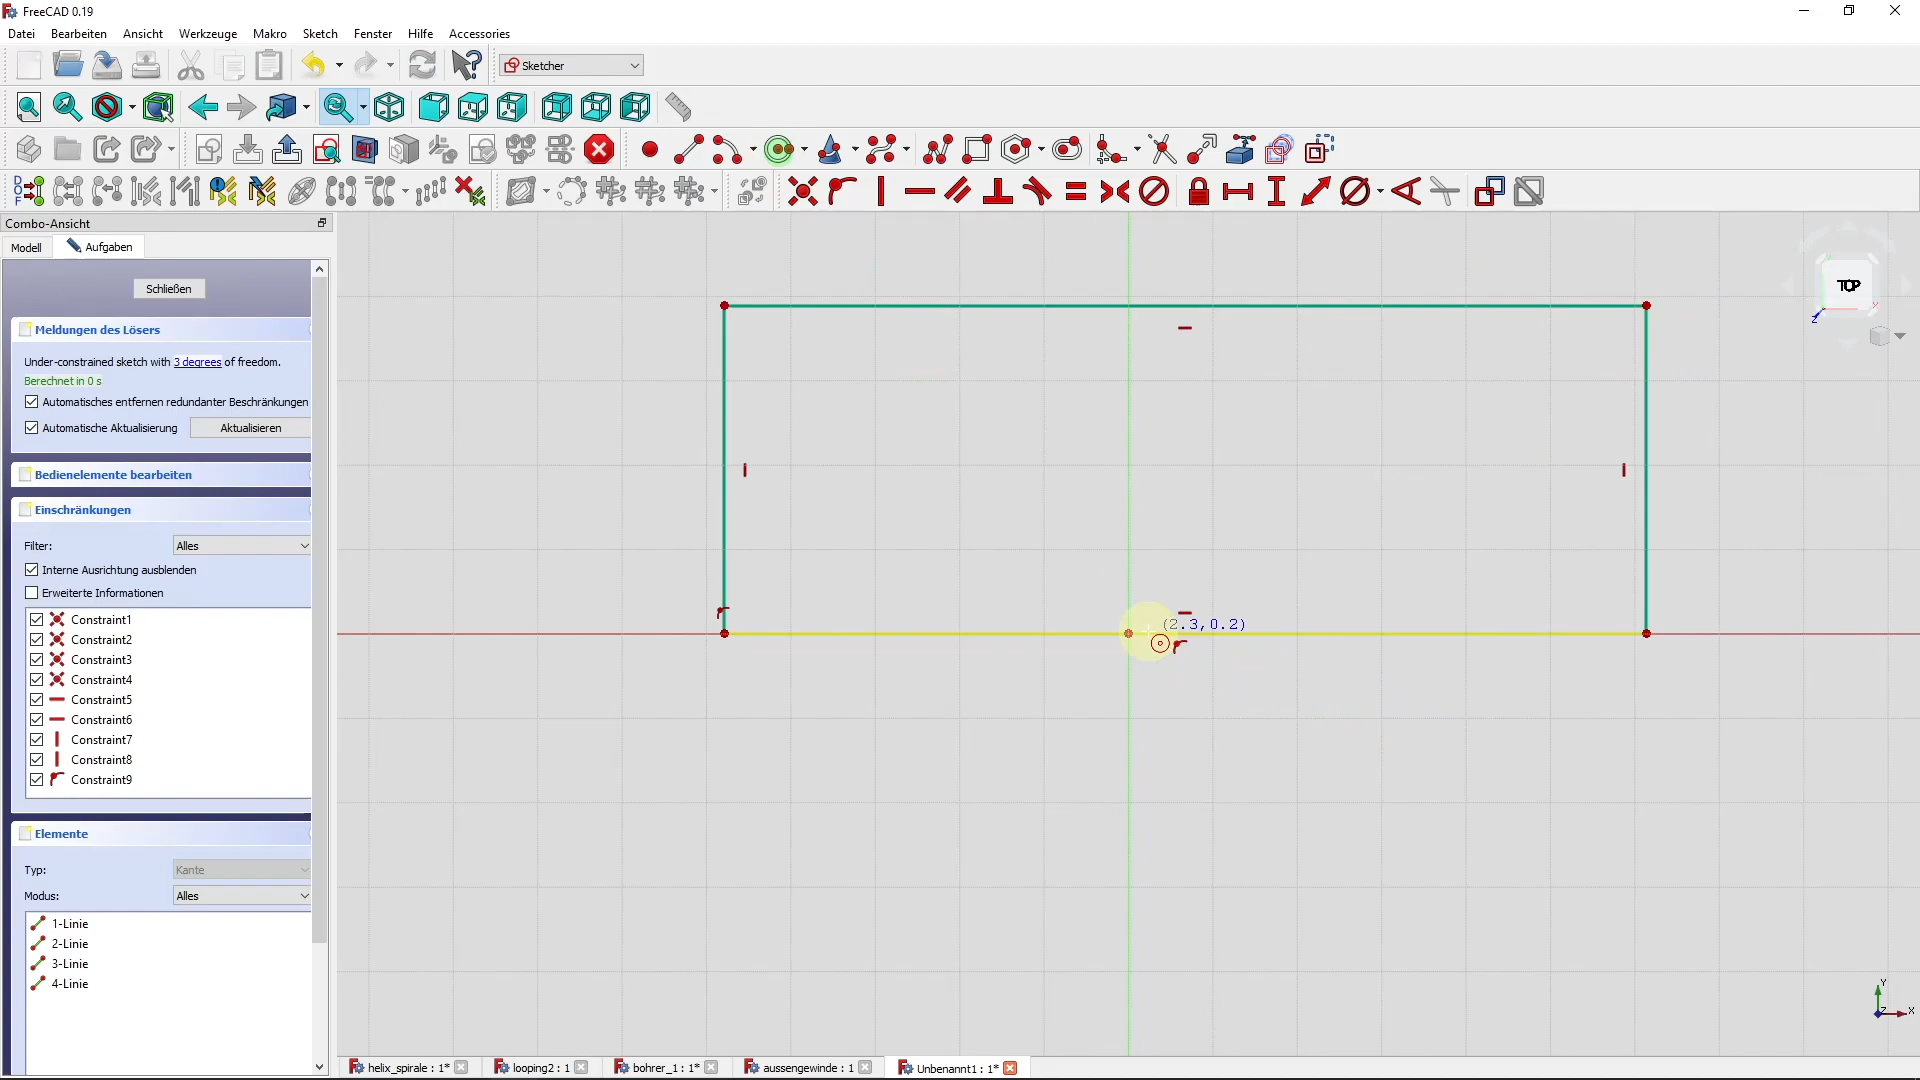 FreeCAD 0.19
Datei Bearbeiten Ansicht Werkzeuge Makro Sketch Fenster Hilfe Accessories
Sketcher
Combo-Ansicht
Modell Aufgaben
Schließen
Meldungen des Lösers
Under-constrained sketch with 3 degrees of freedom.
Berechnet in 0 s
Automatisches entfernen redundanter Beschränkungen
Automatische Aktualisierung Aktualisieren
Bedienelemente bearbeiten
Einschränkungen
Filter: Alles
Interne Ausrichtung ausblenden
Erweiterte Informationen
Constraint1
Constraint2
Constraint3
Constraint4
Constraint5
Constraint6
Constraint7
Constraint8
Constraint9
Elemente
Typ: Kante
Modus: Alles
1-Linie
2-Linie
3-Linie
4-Linie
(2.3,0.2)
TOP
Z
Y
Z X
helix_spirale : 1* looping2 : 1 bohrer_1 : 1* aussengewinde : 1 Unbenannt1 : 1*